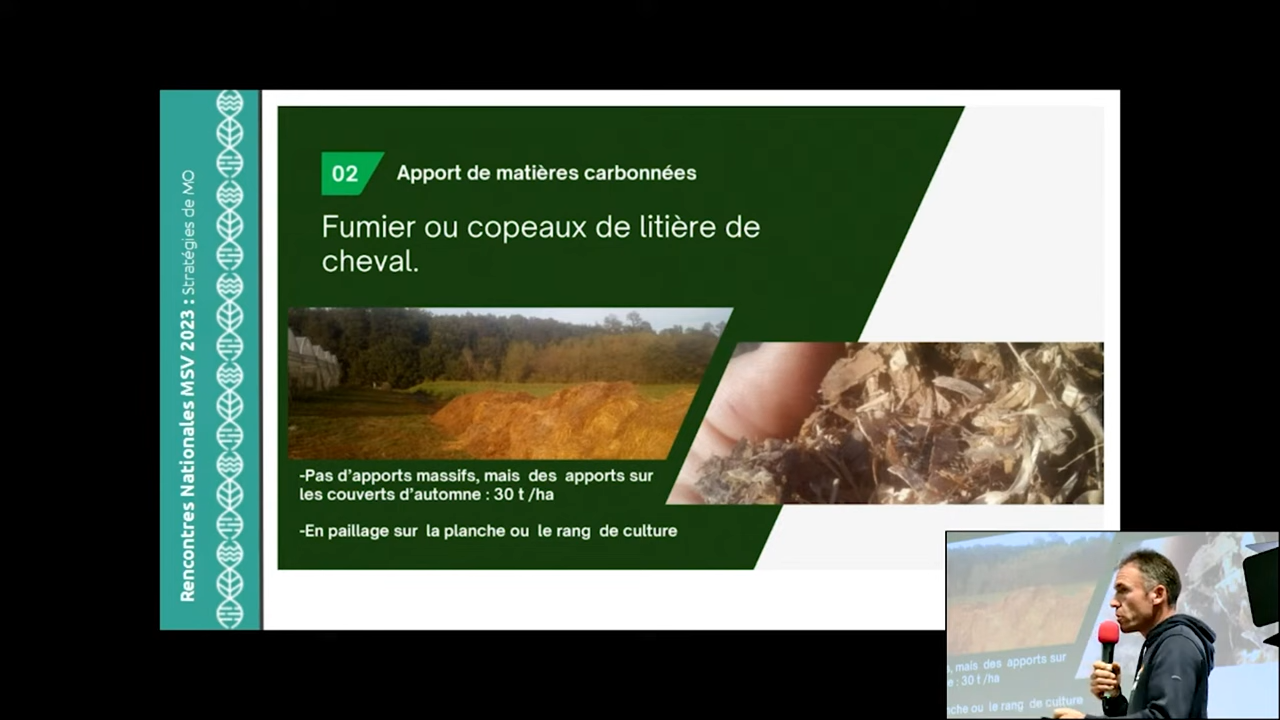 Rencontres Nationales MSV 2023 : Stratégies de MO
02
Apport de matières carbonnées
Fumier ou copeaux de litière de
cheval.
-Pas d'apports massifs, mais des apports sur
les couverts d'automne : 30 t /ha
-En paillage sur la planche ou le rang de culture
, mais des apports sur
e : 30 t /ha
nche ou le rang de culture